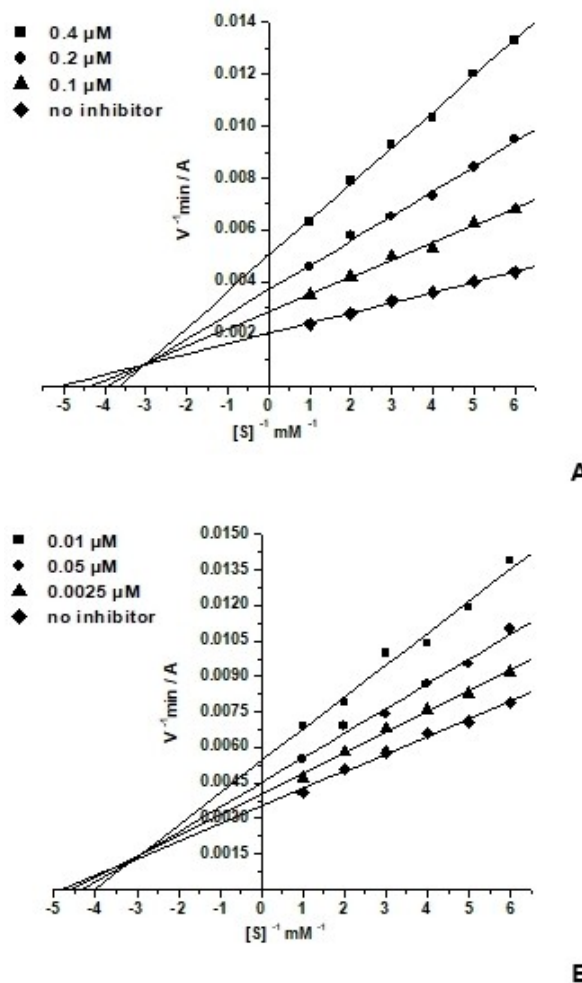 0.4 µM
0.2 µM
0.1 µM
no inhibitor
0.014
0.012
0.010
0.008
0.006
0.004
0.002
V⁻¹min / A
-5 -4 -3 -2 -1 0 1 2 3 4 5 6
[S] ⁻¹ mM ⁻¹
A
0.01 µM
0.05 µM
0.0025 µM
no inhibitor
0.0150
0.0135
0.0120
0.0105
0.0090
0.0075
0.0060
0.0045
0.0030
0.0015
V⁻¹min / A
-5 -4 -3 -2 -1 0 1 2 3 4 5 6
[S] ⁻¹ mM ⁻¹